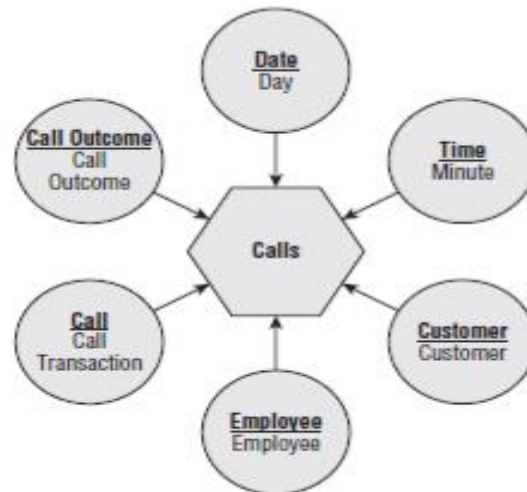 Date
Day
Call Outcome
Call
Outcome
Time
Minute
Calls
Call
Call
Transaction
Customer
Customer
Employee
Employee